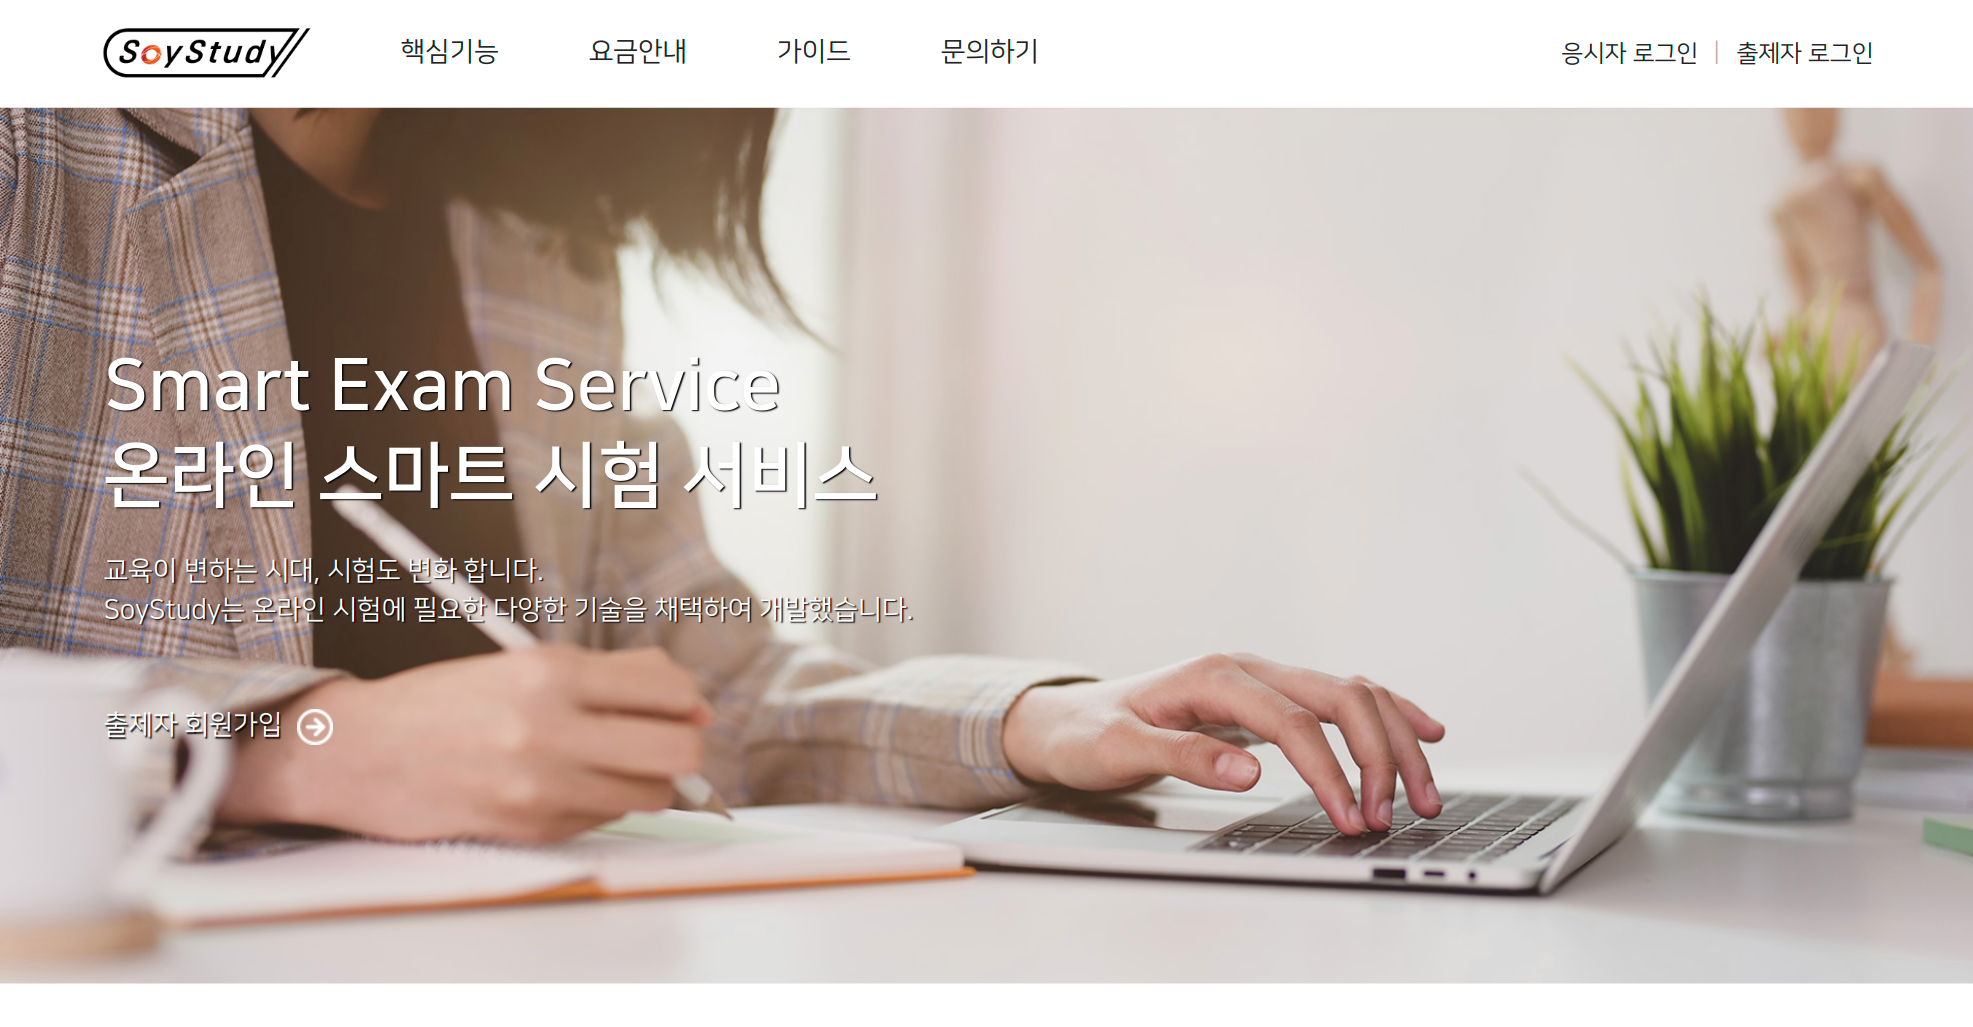 SoyStudy
핵심기능
요금안내
가이드
문의하기
응시자 로그인 | 출제자 로그인
Smart Exam Service
온라인 스마트 시험 서비스
교육이 변하는 시대, 시험도 변화 합니다.
SoyStudy는 온라인 시험에 필요한 다양한 기술을 채택하여 개발했습니다.
출제자 회원가입